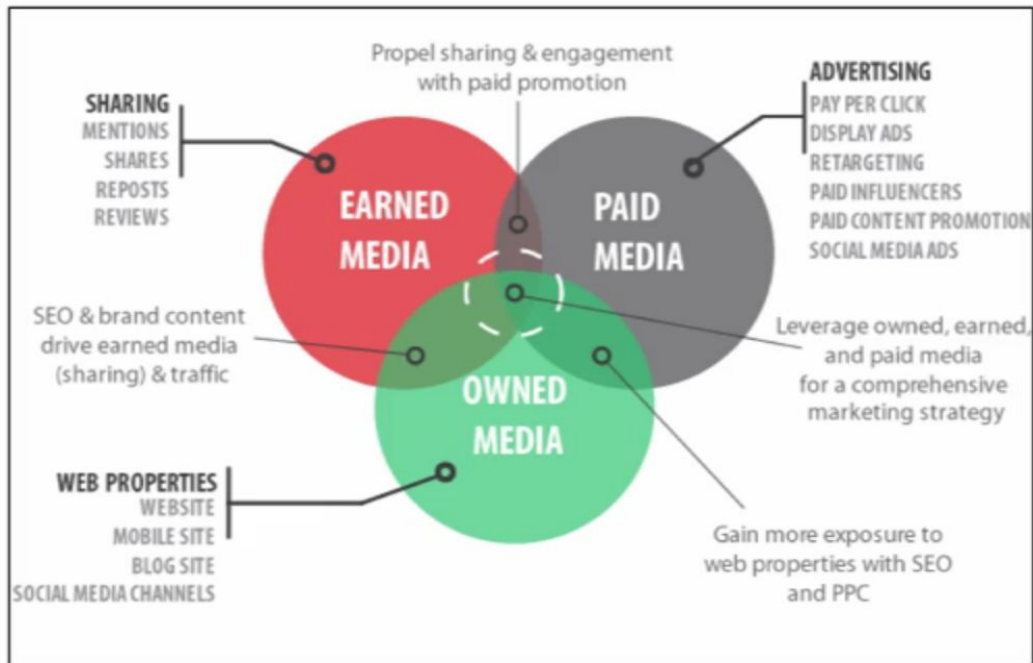 Propel sharing & engagement
with paid promotion
SHARING
MENTIONS
SHARES
REPOSTS
REVIEWS
ADVERTISING
PAY PER CLICK
DISPLAY ADS
RETARGETING
PAID INFLUENCERS
PAID CONTENT PROMOTION
SOCIAL MEDIA ADS
EARNED
MEDIA
PAID
MEDIA
SEO & brand content
drive earned media
(sharing) & traffic
Leverage owned, earned,
and paid media
for a comprehensive
marketing strategy
OWNED
MEDIA
WEB PROPERTIES
WEBSITE
MOBILE SITE
BLOG SITE
SOCIAL MEDIA CHANNELS
Gain more exposure to
web properties with SEO
and PPC